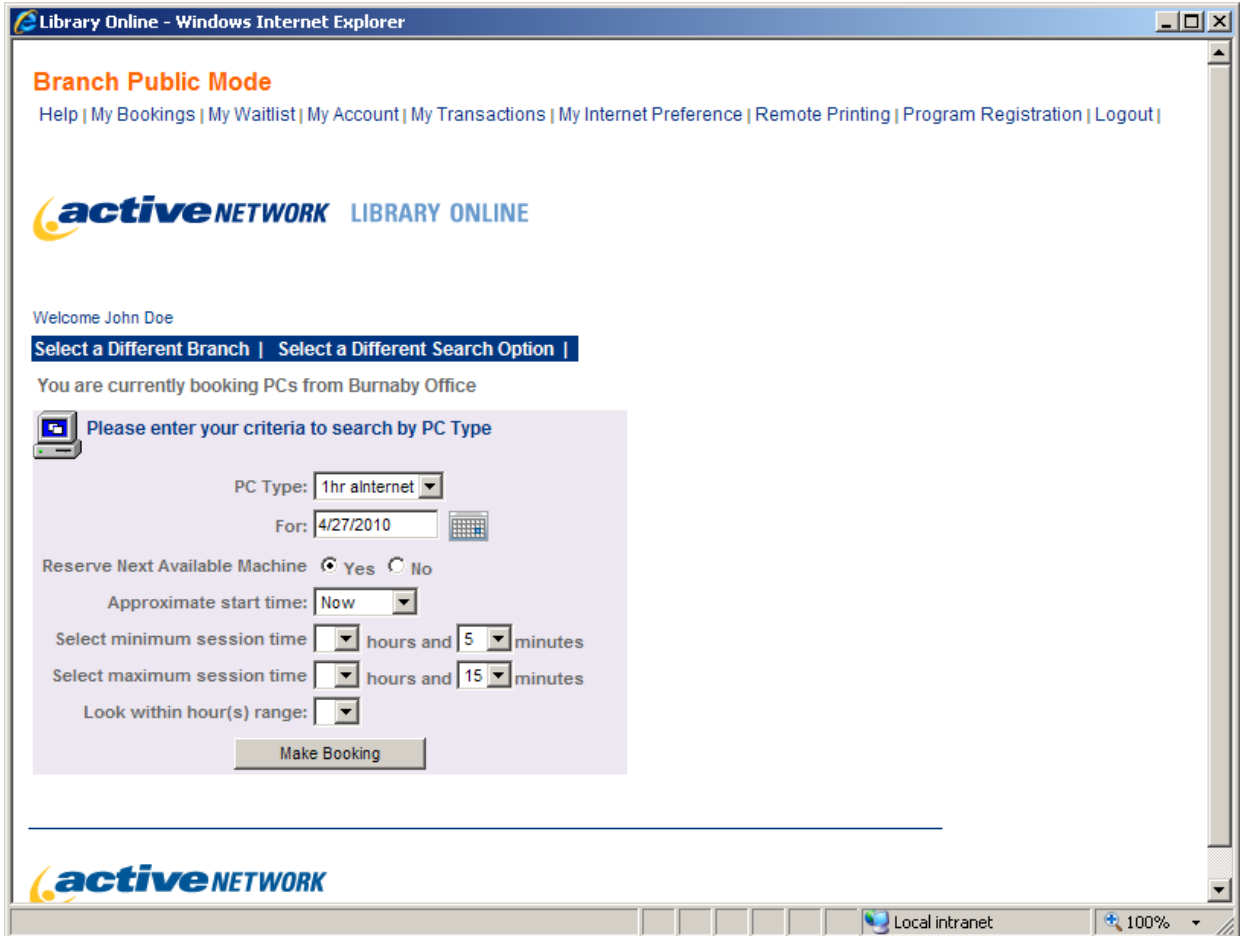 Library Online - Windows Internet Explorer
Branch Public Mode
Help | My Bookings | My Waitlist | My Account | My Transactions | My Internet Preference | Remote Printing | Program Registration | Logout |
active NETWORK LIBRARY ONLINE
Welcome John Doe
Select a Different Branch | Select a Different Search Option |
You are currently booking PCs from Burnaby Office
Please enter your criteria to search by PC Type
PC Type: 1hr aInternet
For: 4/27/2010
Reserve Next Available Machine Yes No
Approximate start time: Now
Select minimum session time hours and 5 minutes
Select maximum session time hours and 15 minutes
Look within hour(s) range:
Make Booking
active NETWORK
Local intranet 100%